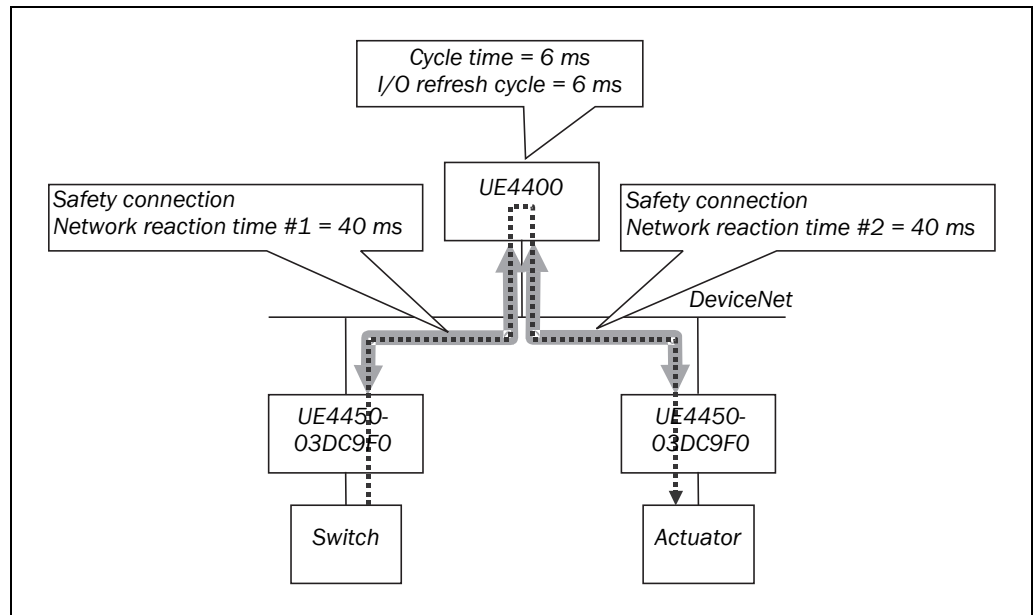 Cycle time = 6 ms
I/O refresh cycle = 6 ms
UE4400
Safety connection
Network reaction time #1 = 40 ms
Safety connection
Network reaction time #2 = 40 ms
DeviceNet
UE4450-
03DC9F0
UE4450-
03DC9F0
Switch
Actuator